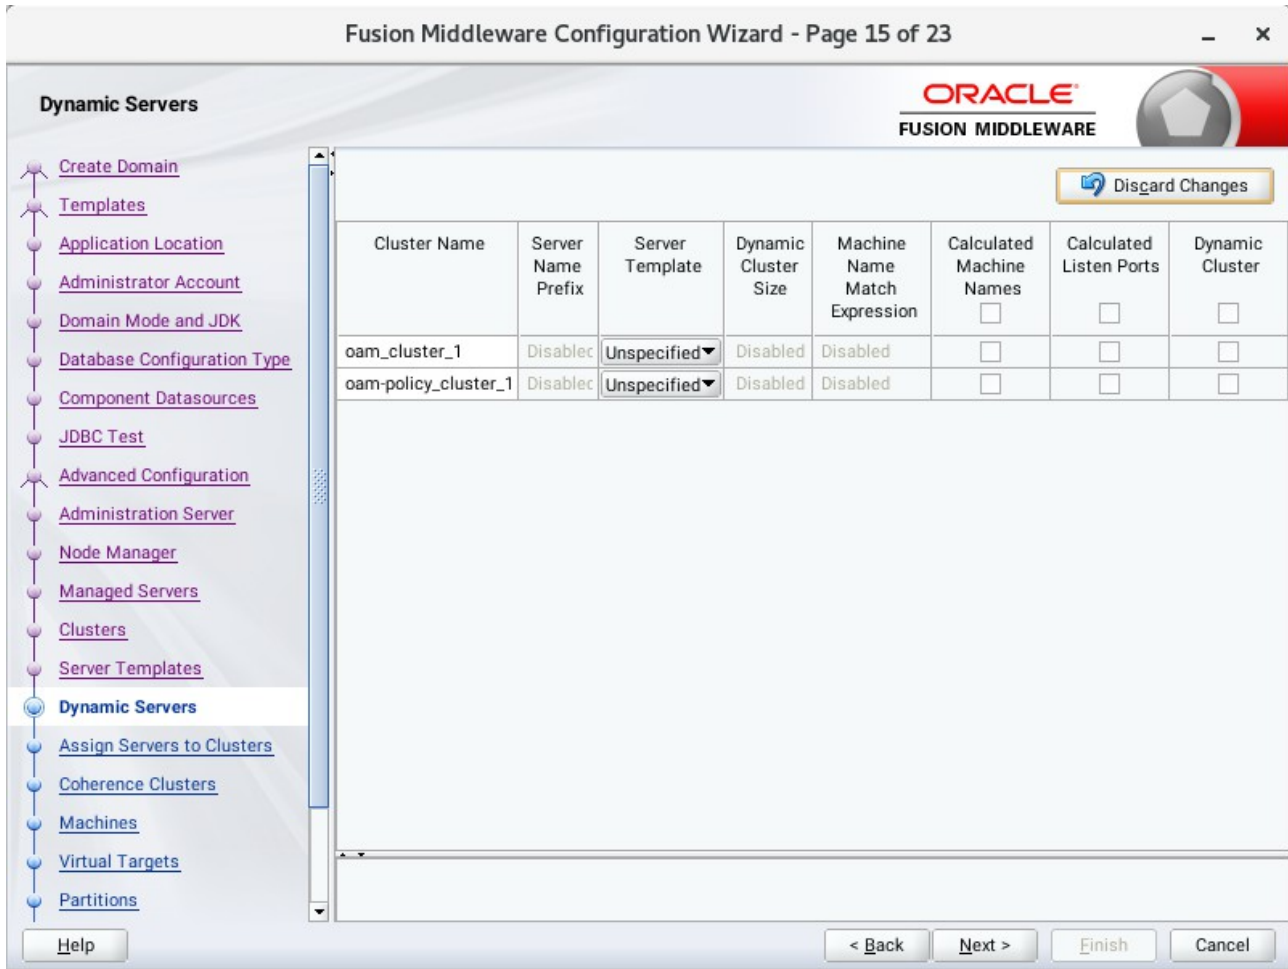 Fusion Middleware Configuration Wizard - Page 15 of 23
Dynamic Servers
ORACLE
FUSION MIDDLEWARE
Create Domain
Templates
Application Location
Administrator Account
Domain Mode and JDK
Database Configuration Type
Component Datasources
JDBC Test
Advanced Configuration
Administration Server
Node Manager
Managed Servers
Clusters
Server Templates
Dynamic Servers
Assign Servers to Clusters
Coherence Clusters
Machines
Virtual Targets
Partitions
Discard Changes
Cluster Name Server Name Prefix Server Template Dynamic Cluster Size Machine Name Match Expression Calculated Machine Names Calculated Listen Ports Dynamic Cluster
oam_cluster_1 Disabled Unspecified Disabled Disabled
oam-policy_cluster_1 Disabled Unspecified Disabled Disabled
Help < Back Next > Finish Cancel